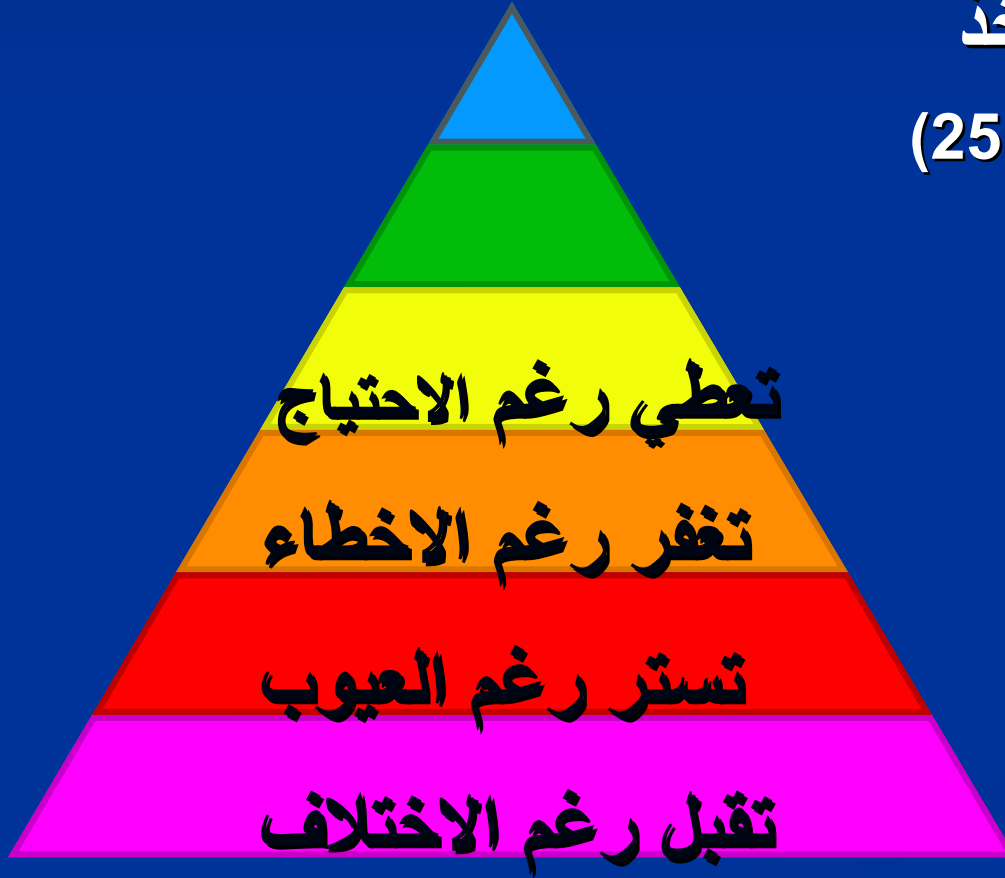 25)
تعطي رغم الاحتياج
تغفر رغم الاخطاء
تستر رغم العيوب
تقبل رغم الاختلاف